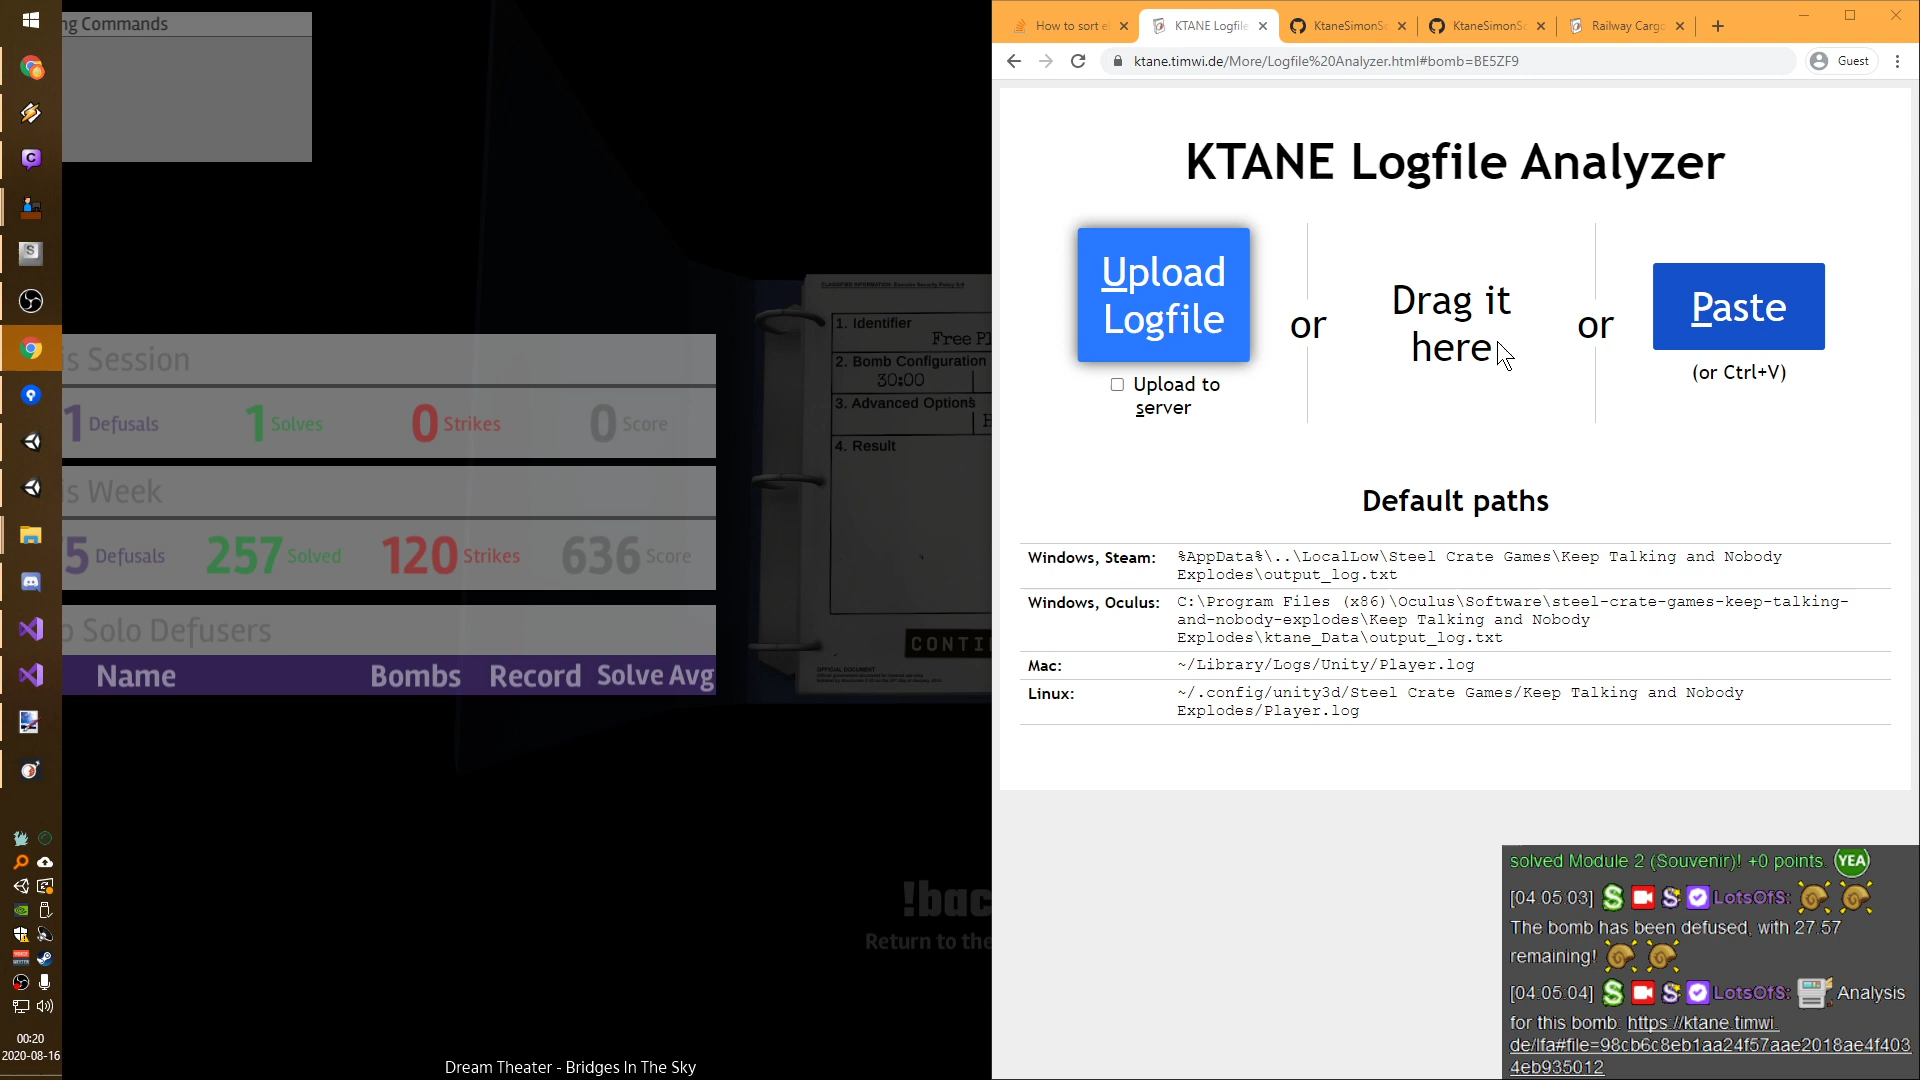 ng Commands
is Session
1 Defusals 1 Solves 0 Strikes 0 Score
is Week
5 Defusals 257 Solved 120 Strikes 636 Score
p Solo Defusers
Name Bombs Record Solve Avg
1. Identifier
Free Pl
2. Bomb Configuration
30:00
3. Advanced Options
H
4. Result
CONTI
!bac
Return to the
Dream Theater - Bridges In The Sky
00:20
2020-08-16
How to sort el
KTANE Logfile
KtaneSimonSc
KtaneSimonSc
Railway Cargo
ktane.timwi.de/More/Logfile%20Analyzer.html#bomb=BE5ZF9
Guest
KTANE Logfile Analyzer
Upload
Logfile
or
Drag it
here
or
Paste
(or Ctrl+V)
Upload to
server
Default paths
Windows, Steam: %AppData%\..\LocalLow\Steel Crate Games\Keep Talking and Nobody
Explodes\output_log.txt
Windows, Oculus: C:\Program Files (x86)\Oculus\Software\steel-crate-games-keep-talking-
and-nobody-explodes\Keep Talking and Nobody
Explodes\ktane_Data\output_log.txt
Mac: ~/Library/Logs/Unity/Player.log
Linux: ~/.config/unity3d/Steel Crate Games/Keep Talking and Nobody
Explodes/Player.log
solved Module 2 (Souvenir)! +0 points. YEA
[04:05:03] LotsOfS:
The bomb has been defused, with 27:57
remaining!
[04:05:04] LotsOfS: Analysis
for this bomb: https://ktane.timwi.
de/lfa#file=98cb6c8eb1aa24f57aae2018ae4f403
4eb935012